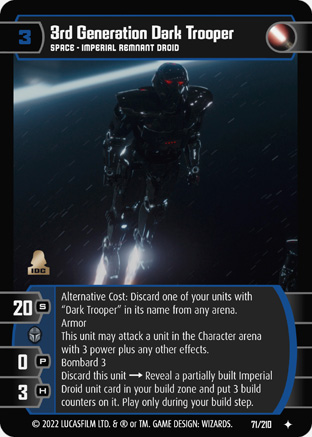 3
3rd Generation Dark Trooper
SPACE - IMPERIAL REMNANT DROID
IDC
20 S
0 P
3 H
Alternative Cost: Discard one of your units with
“Dark Trooper” in its name from any arena.
Armor
This unit may attack a unit in the Character arena
with 3 power plus any other effects.
Bombard 3
Discard this unit → Reveal a partially built Imperial
Droid unit card in your build zone and put 3 build
counters on it. Play only during your build step.
© 2022 LUCASFILM LTD. & ® or TM. GAME DESIGN: WIZARDS.
71/210